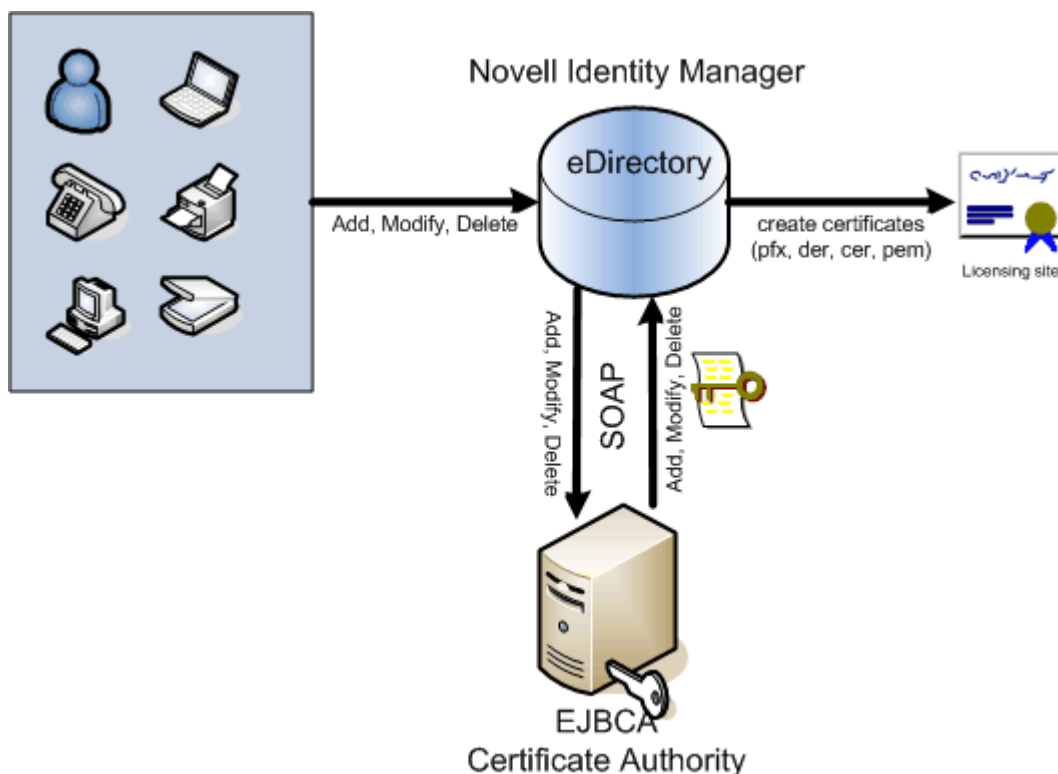 Novell Identity Manager
eDirectory
Add, Modify, Delete
create certificates
(pfx, der, cer, pem)
Licensing site
Add, Modify, Delete
SOAP
Add, Modify, Delete
EJBCA
Certificate Authority